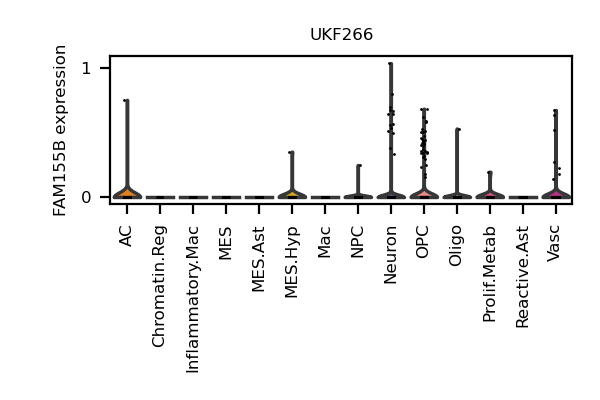 UKF266
FAM155B expression
1
0
AC
Chromatin.Reg
Inflammatory.Mac
MES
MES.Ast
MES.Hyp
Mac
NPC
Neuron
OPC
Oligo
Prolif.Metab
Reactive.Ast
Vasc